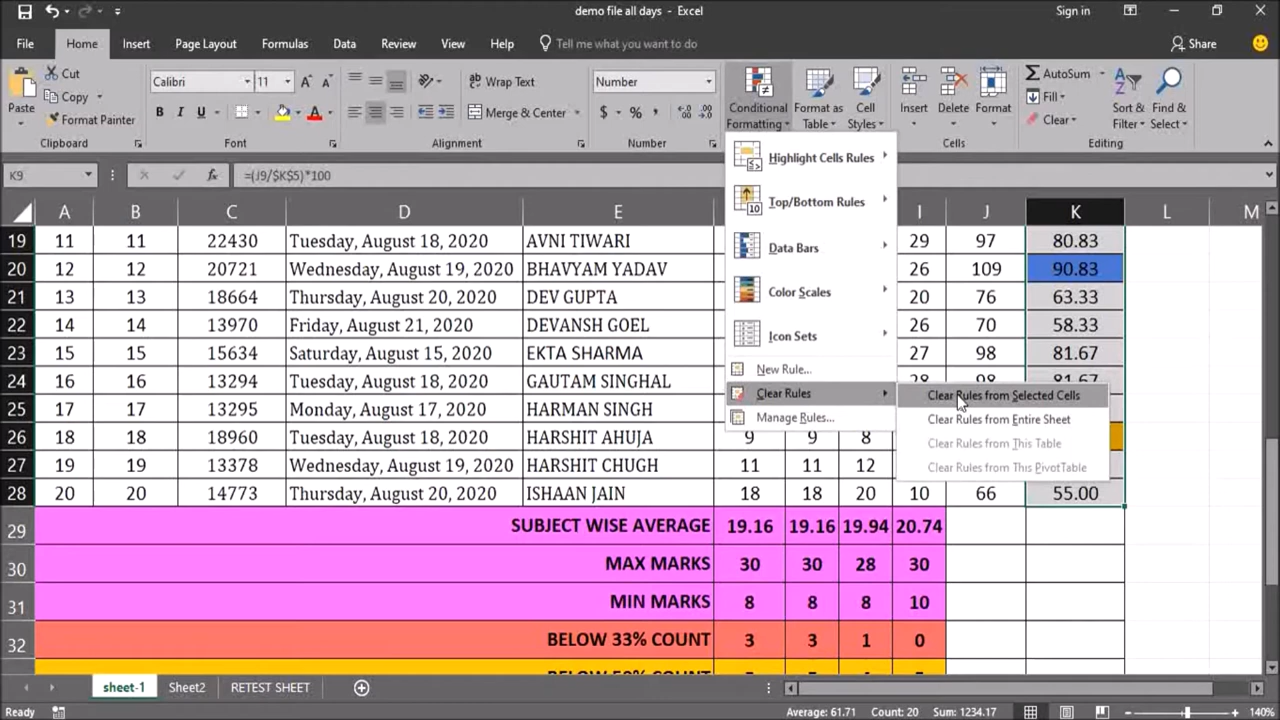 demo file all days - Excel
Sign in
File Home Insert Page Layout Formulas Data Review View Help Tell me what you want to do Share
Paste
Cut
Copy
Format Painter
Clipboard
Calibri 11
B I U
Font
Wrap Text
Merge & Center
Alignment
Number
$ % ,
Number
Conditional Formatting
Format as Table
Cell Styles
Insert
Delete
Format
Cells
AutoSum
Fill
Clear
Sort & Filter
Find & Select
Editing
K9 fx =(J9/$K$5)*100
Highlight Cells Rules
Top/Bottom Rules
Data Bars
Color Scales
Icon Sets
New Rule...
Clear Rules
Manage Rules...
Clear Rules from Selected Cells
Clear Rules from Entire Sheet
Clear Rules from This Table
Clear Rules from This PivotTable
A B C D E I J K L M
19 11 11 22430 Tuesday, August 18, 2020 AVNI TIWARI 29 97 80.83
20 12 12 20721 Wednesday, August 19, 2020 BHAVYAM YADAV 26 109 90.83
21 13 13 18664 Thursday, August 20, 2020 DEV GUPTA 20 76 63.33
22 14 14 13970 Friday, August 21, 2020 DEVANSH GOEL 26 70 58.33
23 15 15 15634 Saturday, August 15, 2020 EKTA SHARMA 27 98 81.67
24 16 16 13294 Tuesday, August 18, 2020 GAUTAM SINGHAL 28 98 81.67
25 17 17 13295 Monday, August 17, 2020 HARMAN SINGH
26 18 18 18960 Tuesday, August 18, 2020 HARSHIT AHUJA 9 9 8
27 19 19 13378 Wednesday, August 19, 2020 HARSHIT CHUGH 11 11 12
28 20 20 14773 Thursday, August 20, 2020 ISHAAN JAIN 18 18 20 10 66 55.00
29 SUBJECT WISE AVERAGE 19.16 19.16 19.94 20.74
30 MAX MARKS 30 30 28 30
31 MIN MARKS 8 8 8 10
32 BELOW 33% COUNT 3 3 1 0
sheet-1 Sheet2 RETEST SHEET
Ready Average: 61.71 Count: 20 Sum: 1234.17 140%